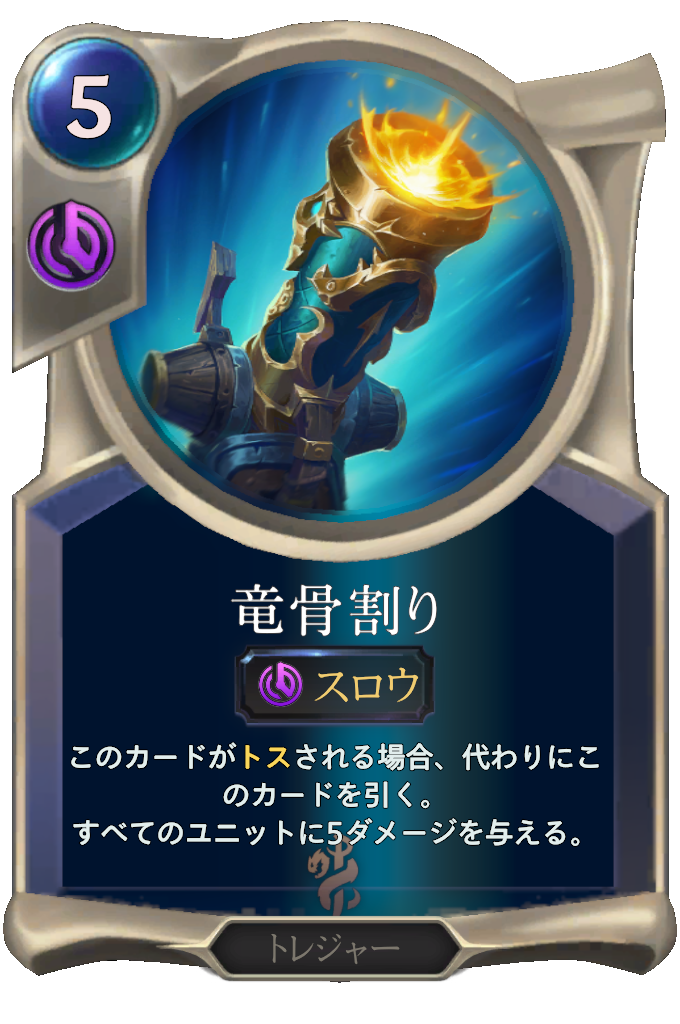 5
竜骨割り
スロウ
このカードがトスされる場合、代わりにこ
のカードを引く。
すべてのユニットに5ダメージを与える。
トレジャー